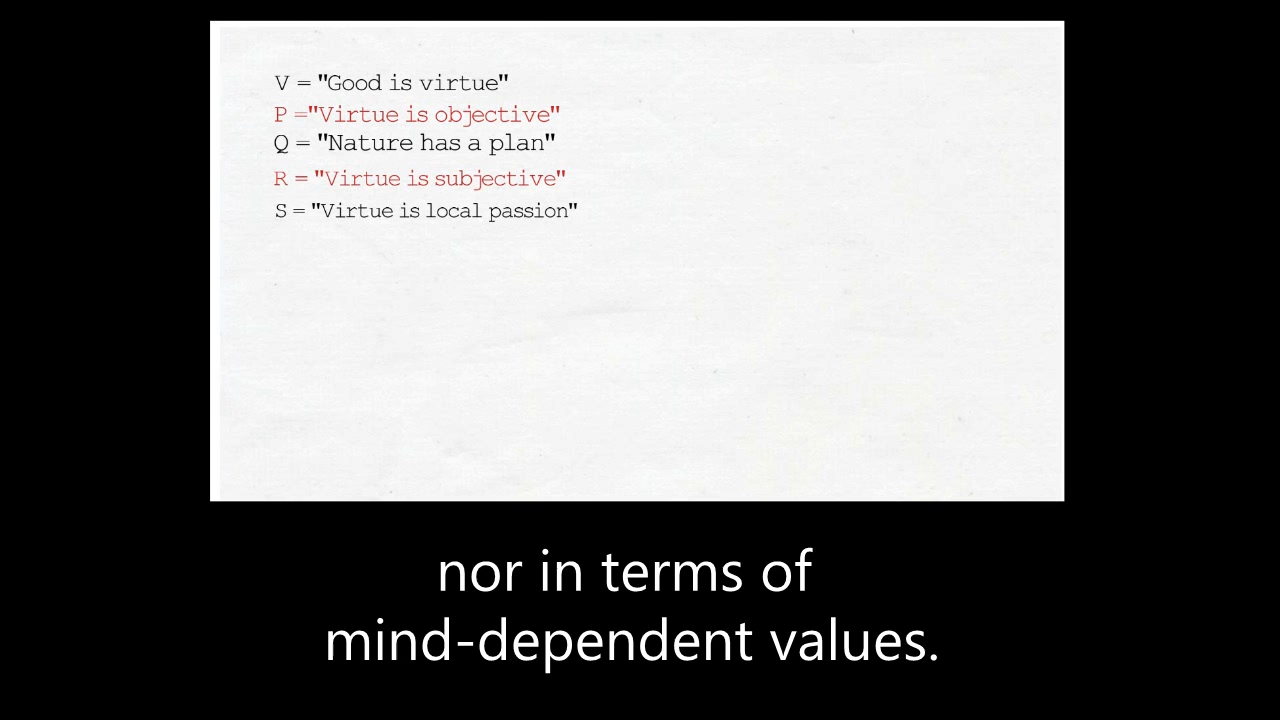 V = "Good is virtue"
P ="Virtue is objective"
Q = "Nature has a plan"
R = "Virtue is subjective"
S = "Virtue is local passion"
nor in terms of
mind-dependent values.